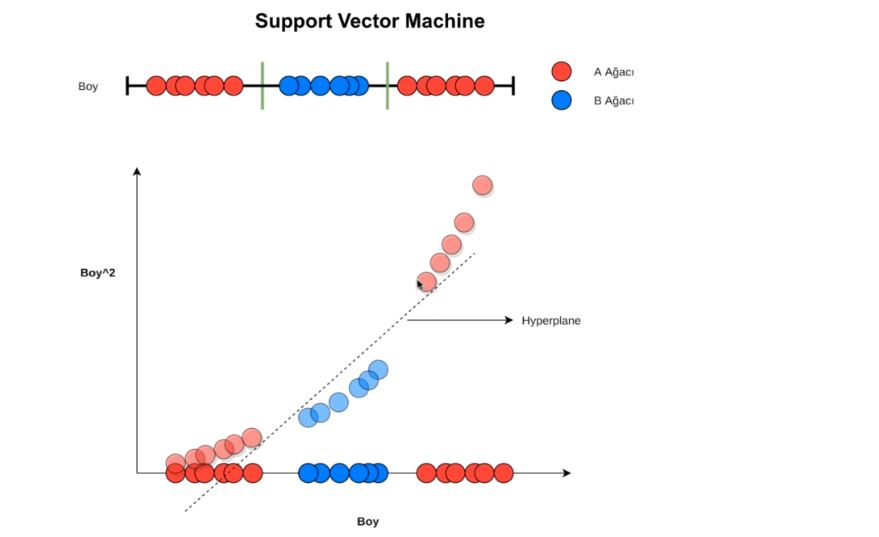 Support Vector Machine
Boy
A Ağacı
B Ağacı
Boy^2
Hyperplane
Boy